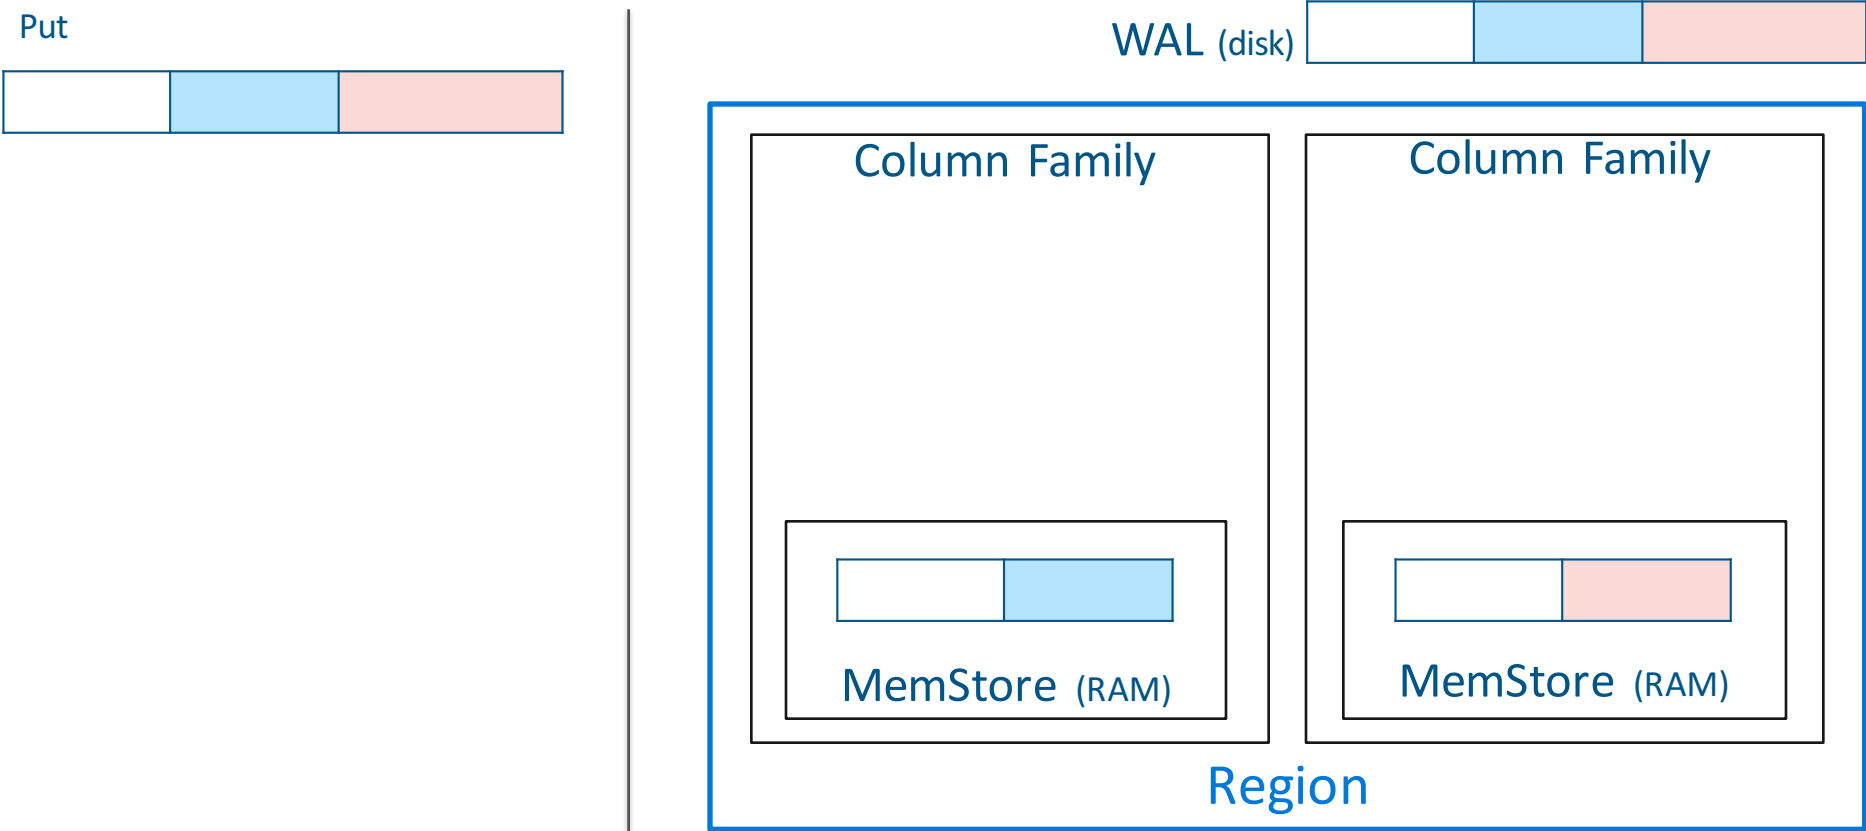 Put
WAL (disk)
Column Family
Column Family
MemStore (RAM)
MemStore (RAM)
Region